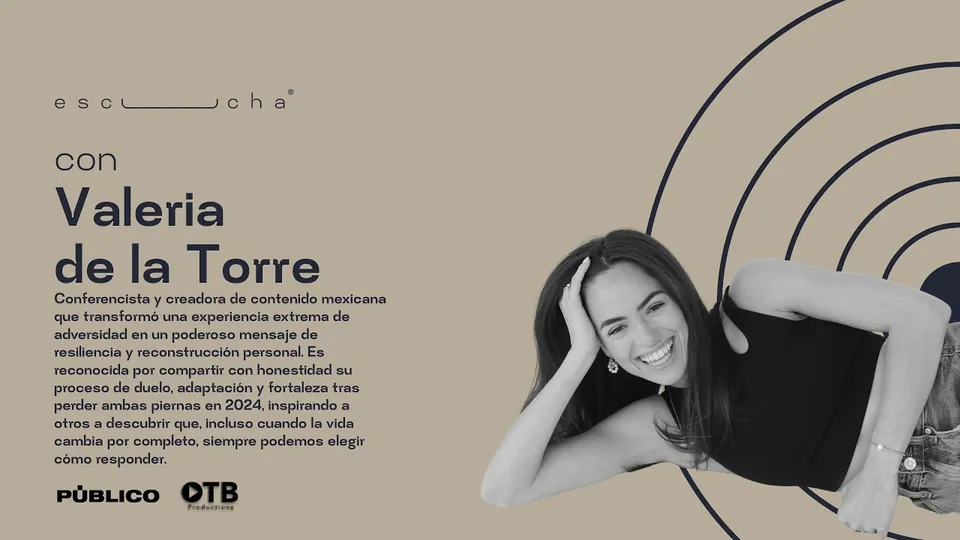 escucha®
con
Valeria
de la Torre
Conferencista y creadora de contenido mexicana
que transformó una experiencia extrema de
adversidad en un poderoso mensaje de
resiliencia y reconstrucción personal. Es
reconocida por compartir con honestidad su
proceso de duelo, adaptación y fortaleza tras
perder ambas piernas en 2024, inspirando a
otros a descubrir que, incluso cuando la vida
cambia por completo, siempre podemos elegir
cómo responder.
PÚBLICO
OTB
Productions